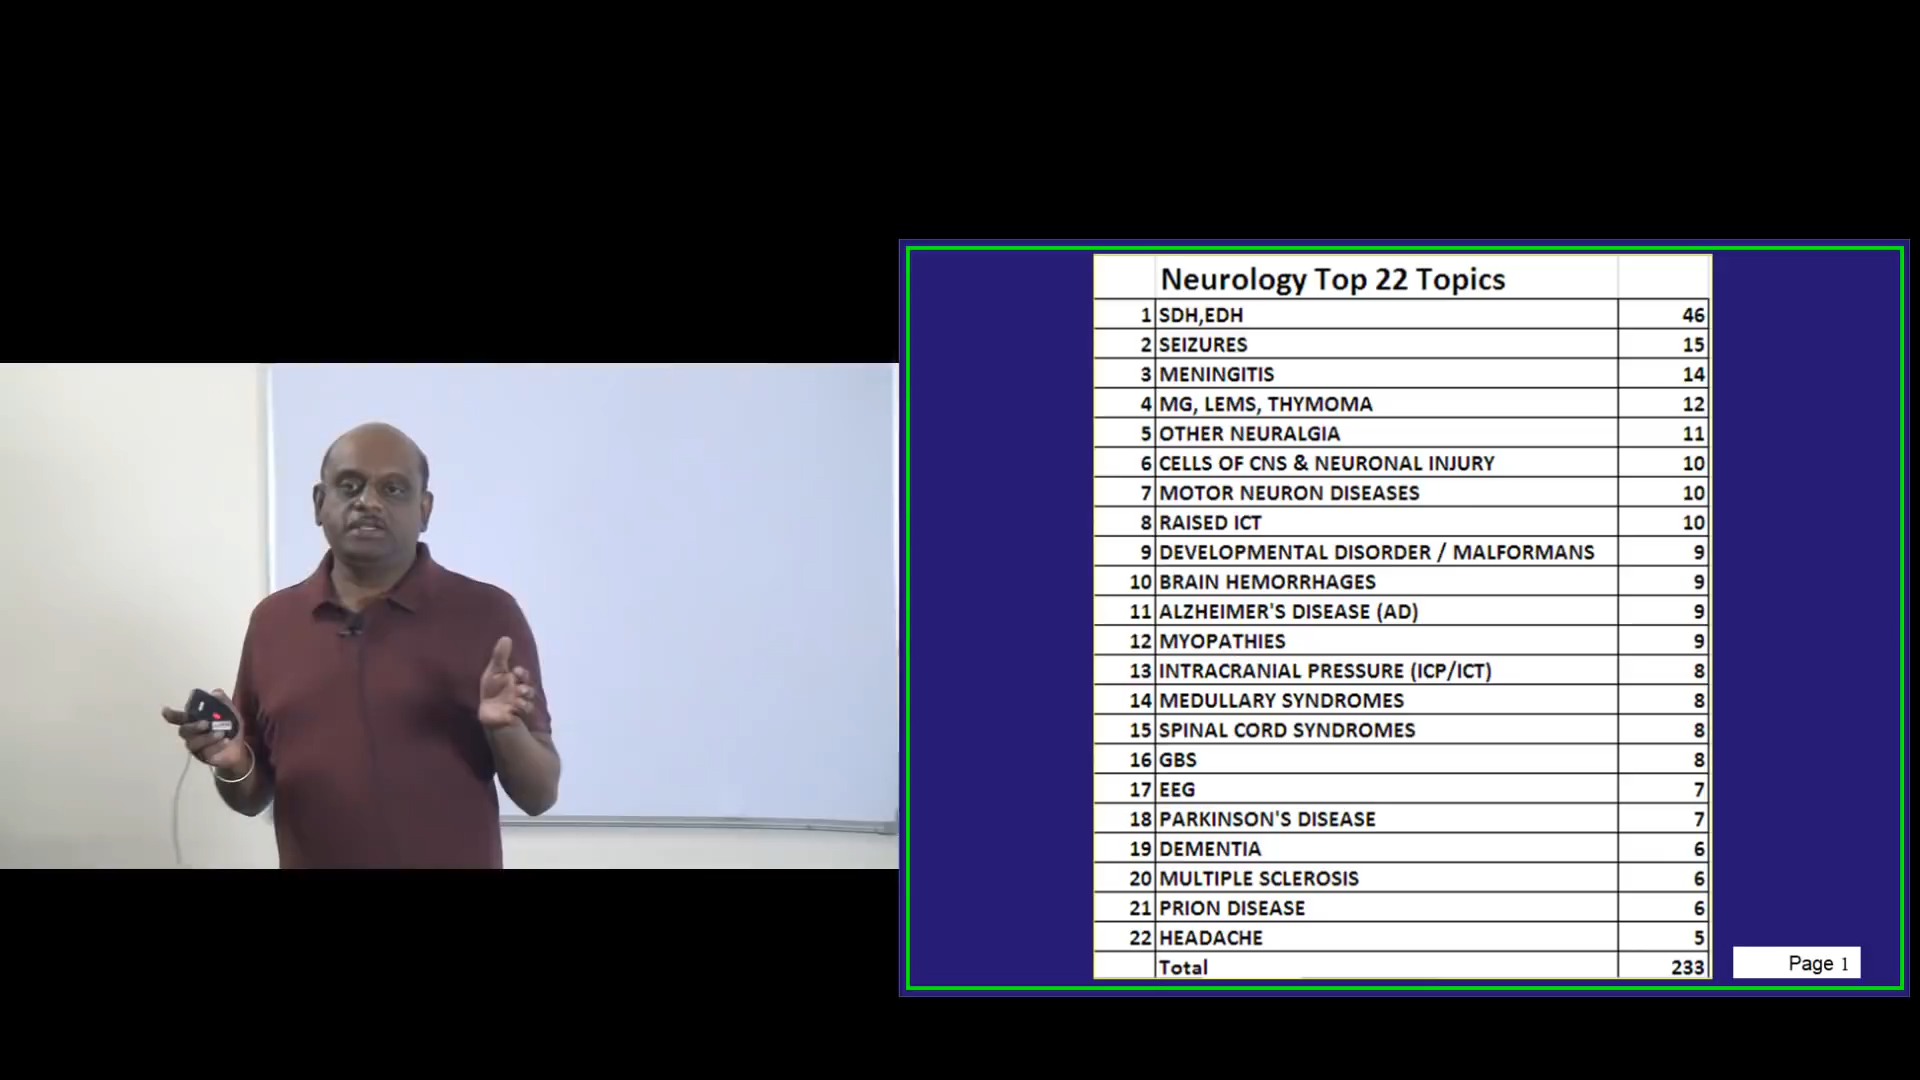 Neurology Top 22 Topics
1 SDH,EDH 46
2 SEIZURES 15
3 MENINGITIS 14
4 MG, LEMS, THYMOMA 12
5 OTHER NEURALGIA 11
6 CELLS OF CNS & NEURONAL INJURY 10
7 MOTOR NEURON DISEASES 10
8 RAISED ICT 10
9 DEVELOPMENTAL DISORDER / MALFORMANS 9
10 BRAIN HEMORRHAGES 9
11 ALZHEIMER'S DISEASE (AD) 9
12 MYOPATHIES 9
13 INTRACRANIAL PRESSURE (ICP/ICT) 8
14 MEDULLARY SYNDROMES 8
15 SPINAL CORD SYNDROMES 8
16 GBS 8
17 EEG 7
18 PARKINSON'S DISEASE 7
19 DEMENTIA 6
20 MULTIPLE SCLEROSIS 6
21 PRION DISEASE 6
22 HEADACHE 5
Total 233
Page 1